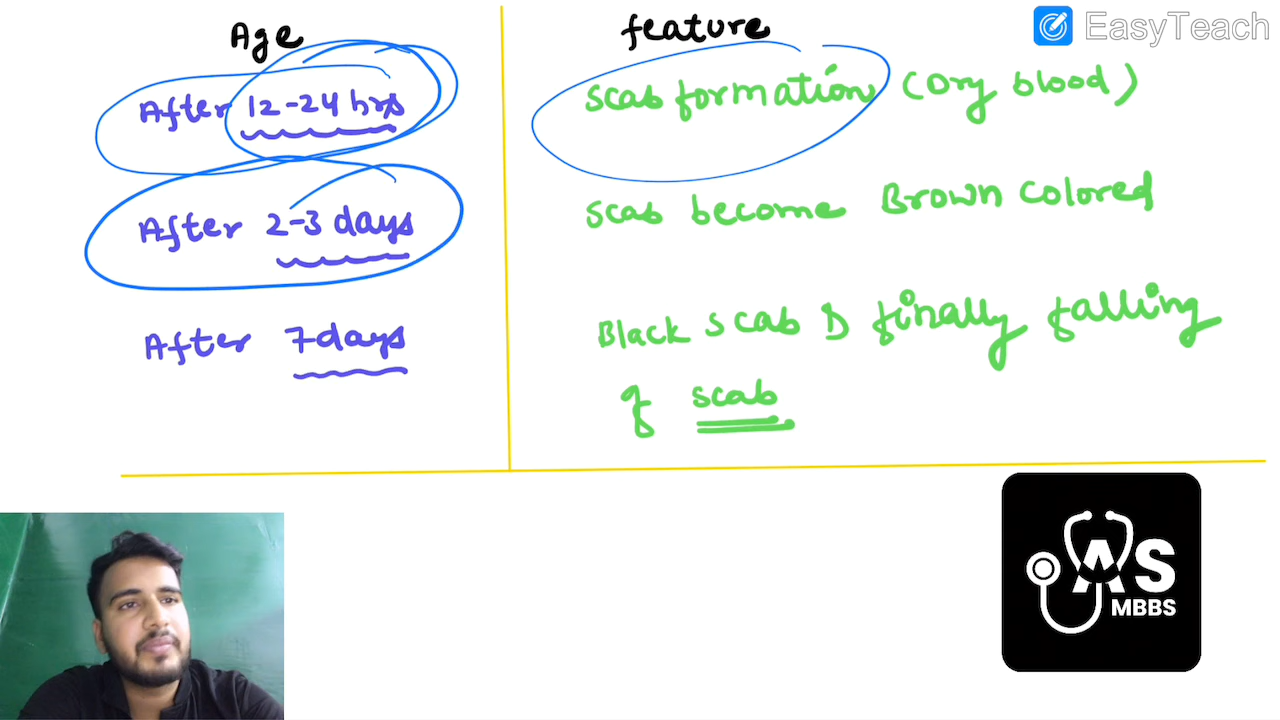 Age feature
After 12-24 hrs scab formation (Dry blood)
After 2-3 days scab become Brown colored
After 7days Black scab & finally falling
of scab
EasyTeach
AS
MBBS